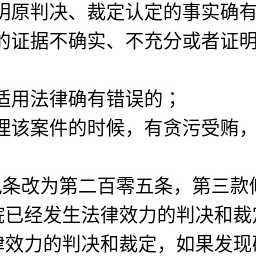 明原判决、裁定认定的事实确有
的证据不确实、不充分或者证明
适用法律确有错误的；
理该案件的时候，有贪污受贿，
条改为第二百零五条，第三款
已经发生法律效力的判决和裁
律效力的判决和裁定，如果发现